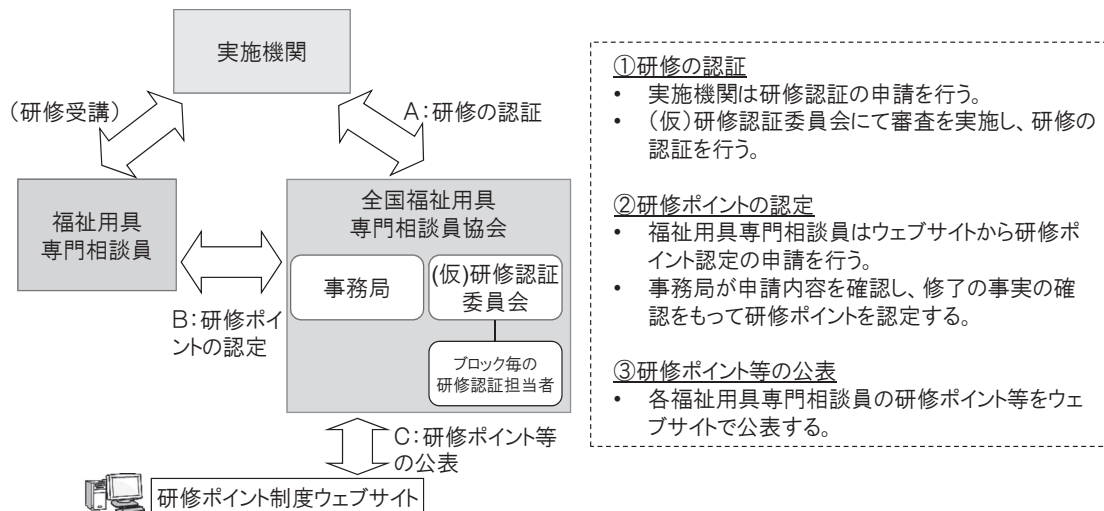 実施機関
(研修受講)
A:研修の認証
福祉用具
専門相談員
全国福祉用具
専門相談員協会
事務局
(仮)研修認証
委員会
ブロック毎の
研修認証担当者
B:研修ポイ
ントの認定
C:研修ポイント等
の公表
研修ポイント制度ウェブサイト
①研修の認証
• 実施機関は研修認証の申請を行う。
• (仮)研修認証委員会にて審査を実施し、研修の
認証を行う。
②研修ポイントの認定
• 福祉用具専門相談員はウェブサイトから研修ポ
イント認定の申請を行う。
• 事務局が申請内容を確認し、修了の事実の確
認をもって研修ポイントを認定する。
③研修ポイント等の公表
• 各福祉用具専門相談員の研修ポイント等をウェ
ブサイトで公表する。